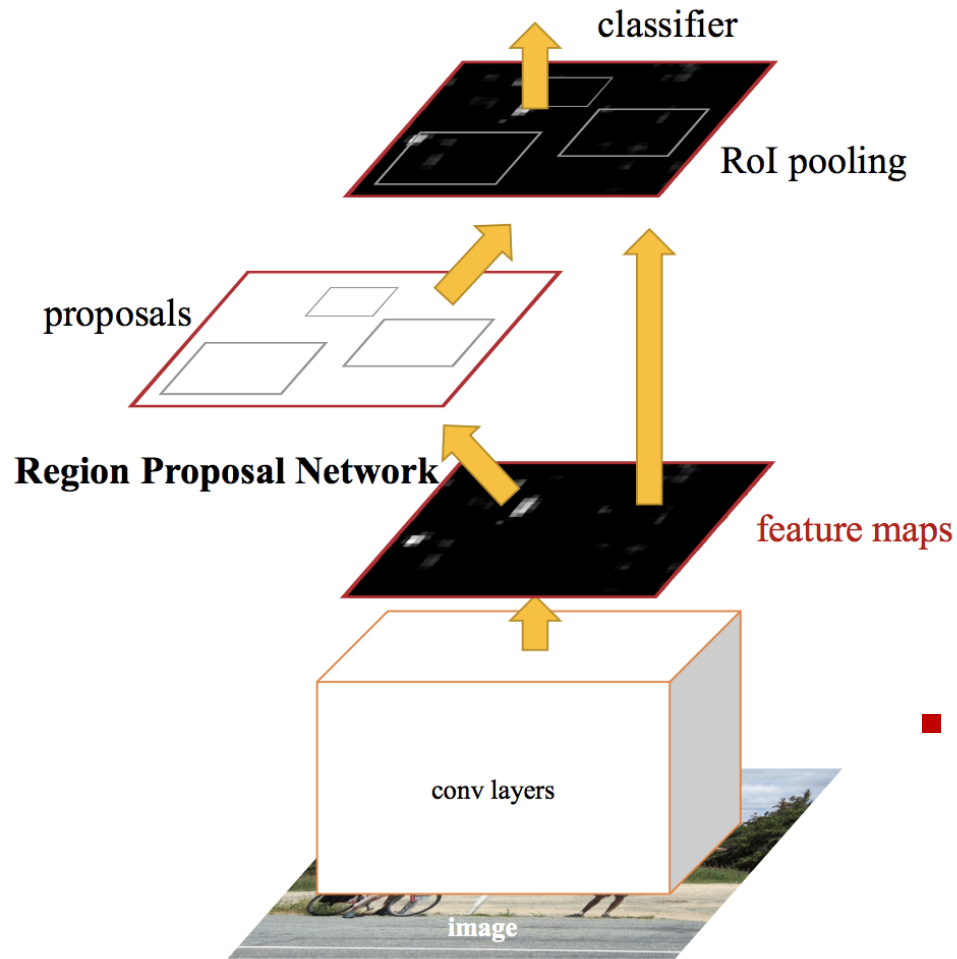 classifier
RoI pooling
proposals
Region Proposal Network
feature maps
conv layers
image